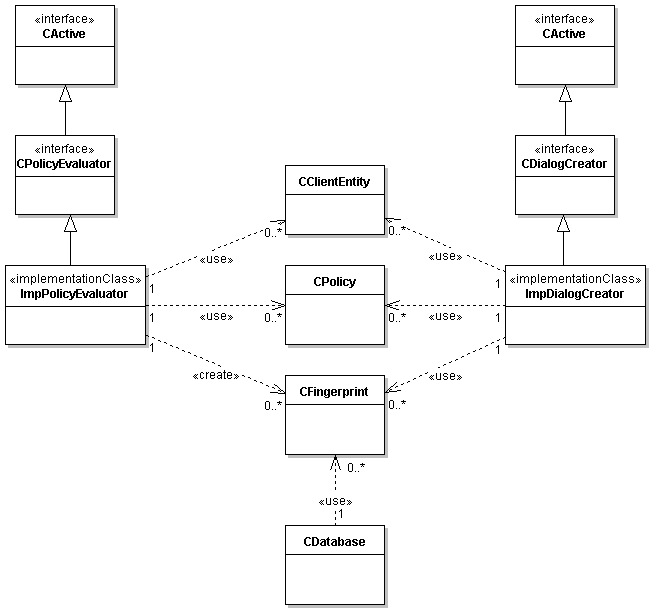 «interface»
CActive
«interface»
CActive
«interface»
CPolicyEvaluator
«interface»
CDialogCreator
CClientEntity
0..*
0..*
«use»
«use»
«implementationClass»
ImpPolicyEvaluator
1
CPolicy
1
«implementationClass»
ImpDialogCreator
1
«use»
0..*
0..*
«use»
1
1
«create»
0..*
CFingerprint
0..*
«use»
1
0..*
«use»
1
CDatabase